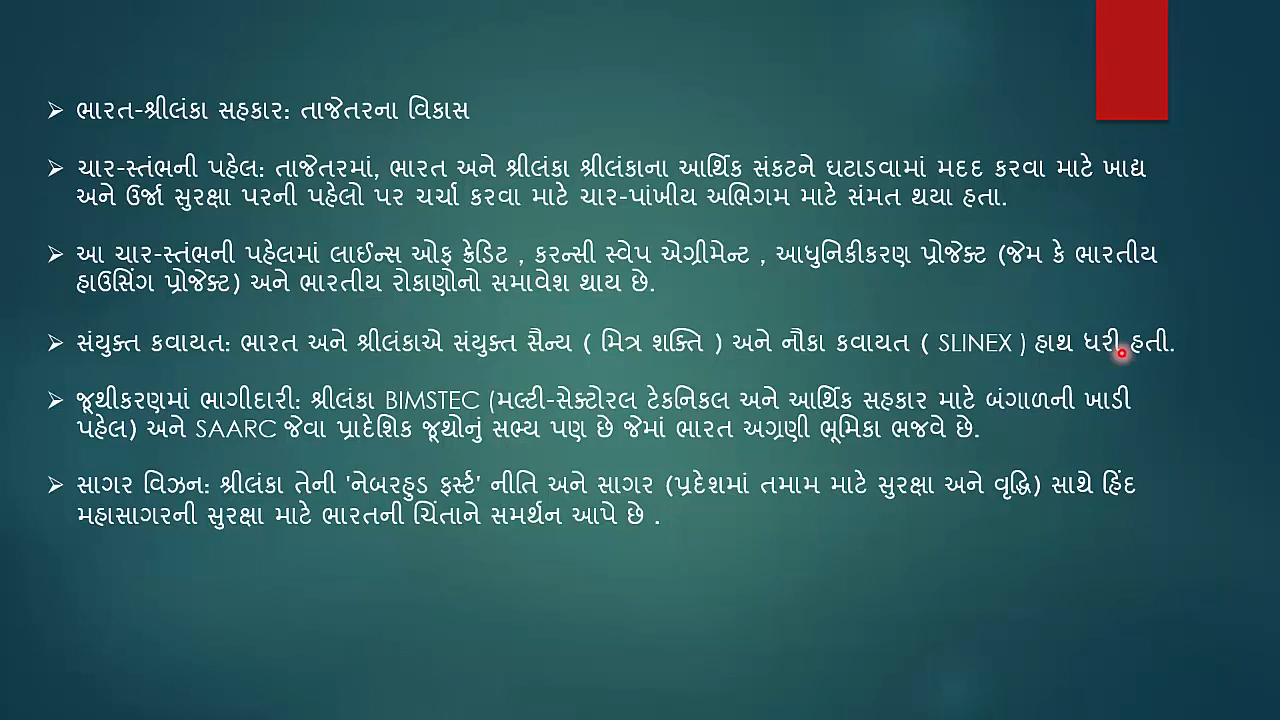 ➢ ભારત-શ્રીલંકા સહકાર: તાજેતરના વિકાસ
➢ ચાર-સ્તંભની પહેલ: તાજેતરમાં, ભારત અને શ્રીલંકા શ્રીલંકાના આર્થિક સંકટને ઘટાડવામાં મદદ કરવા માટે ખાદ્ય
અને ઉર્જા સુરક્ષા પરની પહેલો પર ચર્ચા કરવા માટે ચાર-પાંખીય અભિગમ માટે સંમત થયા હતા.
➢ આ ચાર-સ્તંભની પહેલમાં લાઈન્સ ઓફ ક્રેડિટ , કરન્સી સ્વેપ એગ્રીમેન્ટ , આધુનિકીકરણ પ્રોજેક્ટ (જેમ કે ભારતીય
હાઉસિંગ પ્રોજેક્ટ) અને ભારતીય રોકાણોનો સમાવેશ થાય છે.
➢ સંયુક્ત કવાયત: ભારત અને શ્રીલંકાએ સંયુક્ત સૈન્ય ( મિત્ર શક્તિ ) અને નૌકા કવાયત ( SLINEX ) હાથ ધરી હતી.
➢ જૂથીકરણમાં ભાગીદારી: શ્રીલંકા BIMSTEC (મલ્ટી-સેક્ટોરલ ટેકનિકલ અને આર્થિક સહકાર માટે બંગાળની ખાડી
પહેલ) અને SAARC જેવા પ્રાદેશિક જૂથોનું સભ્ય પણ છે જેમાં ભારત અગ્રણી ભૂમિકા ભજવે છે.
➢ સાગર વિઝન: શ્રીલંકા તેની 'નેબરહુડ ફર્સ્ટ' નીતિ અને સાગર (પ્રદેશમાં તમામ માટે સુરક્ષા અને વૃદ્ધિ) સાથે હિંદ
મહાસાગરની સુરક્ષા માટે ભારતની ચિંતાને સમર્થન આપે છે .